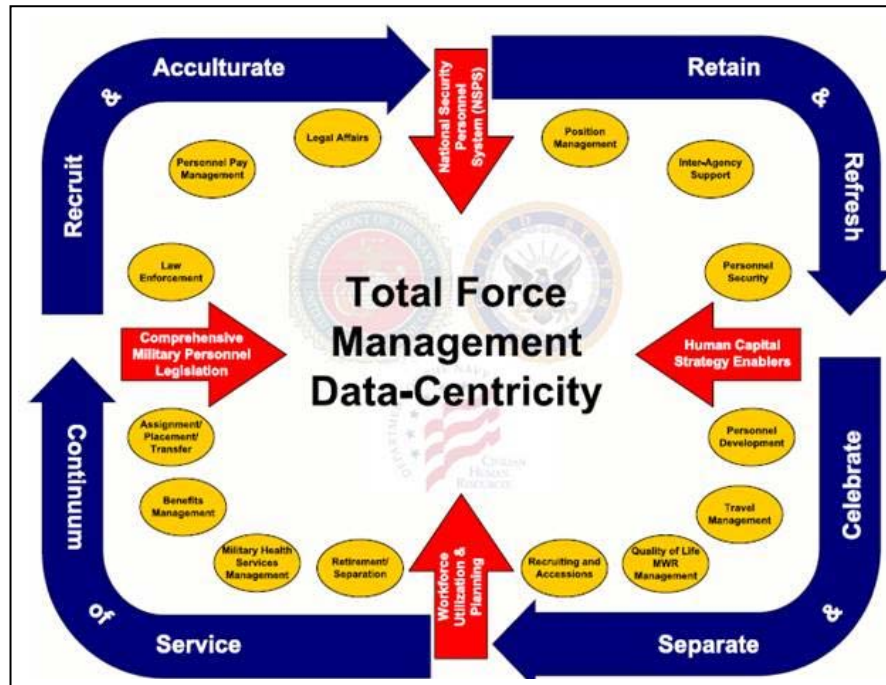 Recruit
&
Acculturate
Retain
&
Refresh
National Security
Personnel
System (NSPS)
Legal Affairs
Position
Management
Personnel Pay
Management
Inter-Agency
Support
Law
Enforcement
Personnel
Security
Total Force
Management
Data-Centricity
Comprehensive
Military Personnel
Legislation
Human Capital
Strategy Enablers
Assignment/
Placement/
Transfer
Personnel
Development
Benefits
Management
Travel
Management
Military Health
Services
Management
Retirement/
Separation
Workforce
Utilization &
Planning
Recruiting and
Accessions
Quality of Life
MWR
Management
Celebrate
&
Separate
Continuum
of
Service
CIVILIAN
HUMAN
RESOURCES